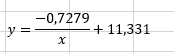 y = −0,7279 / x + 11,331